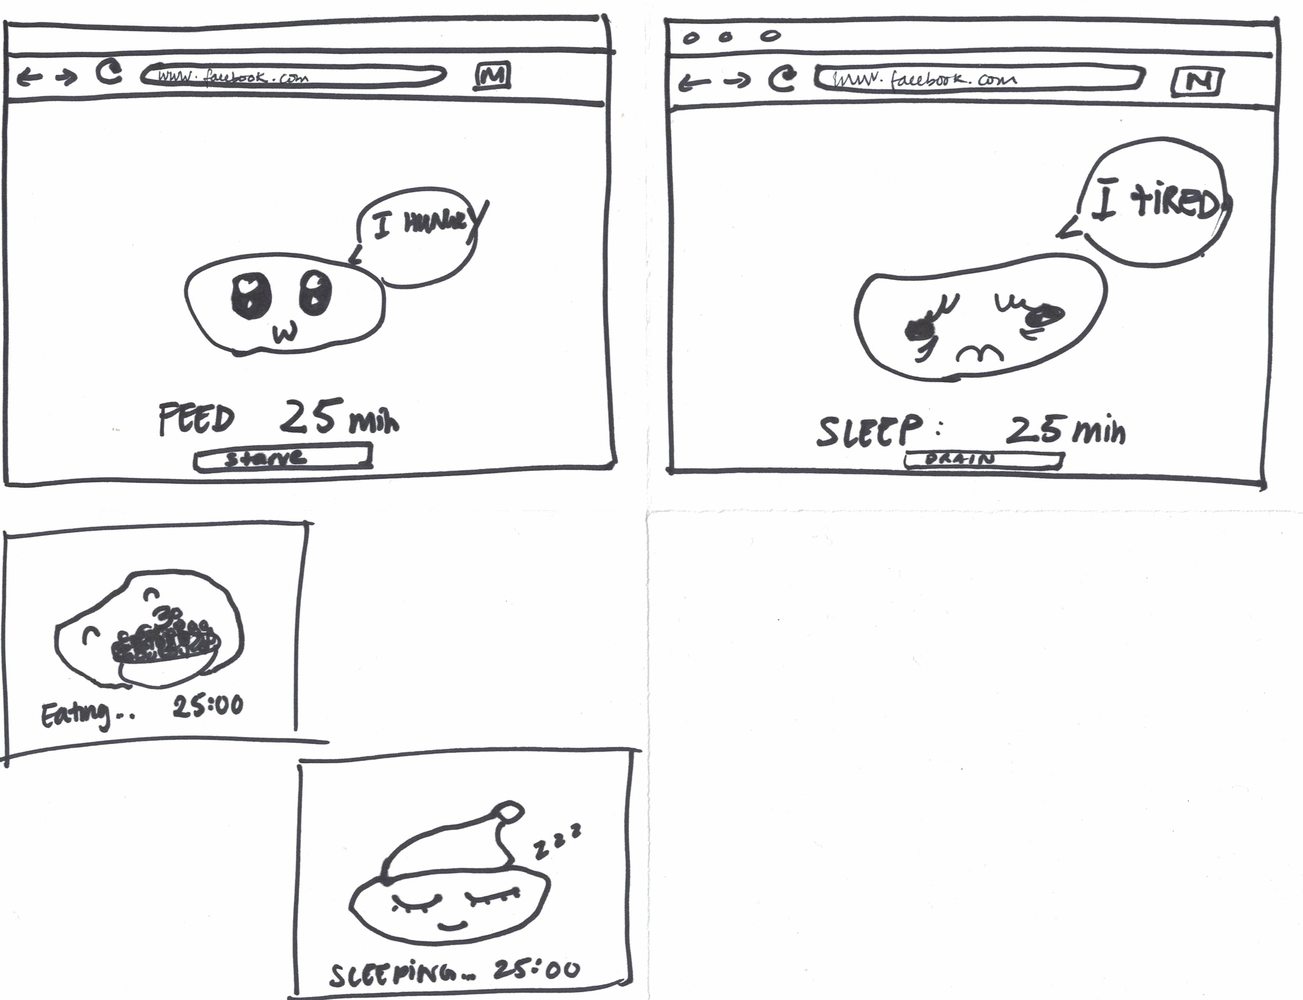 www.facebook.com
M
I HUNGRY
FEED 25 min
starve
www.facebook.com
N
I tiRED
SLEEP: 25 min
DRAIN
Eating.. 25:00
z z z
SLEEPiNG... 25:00